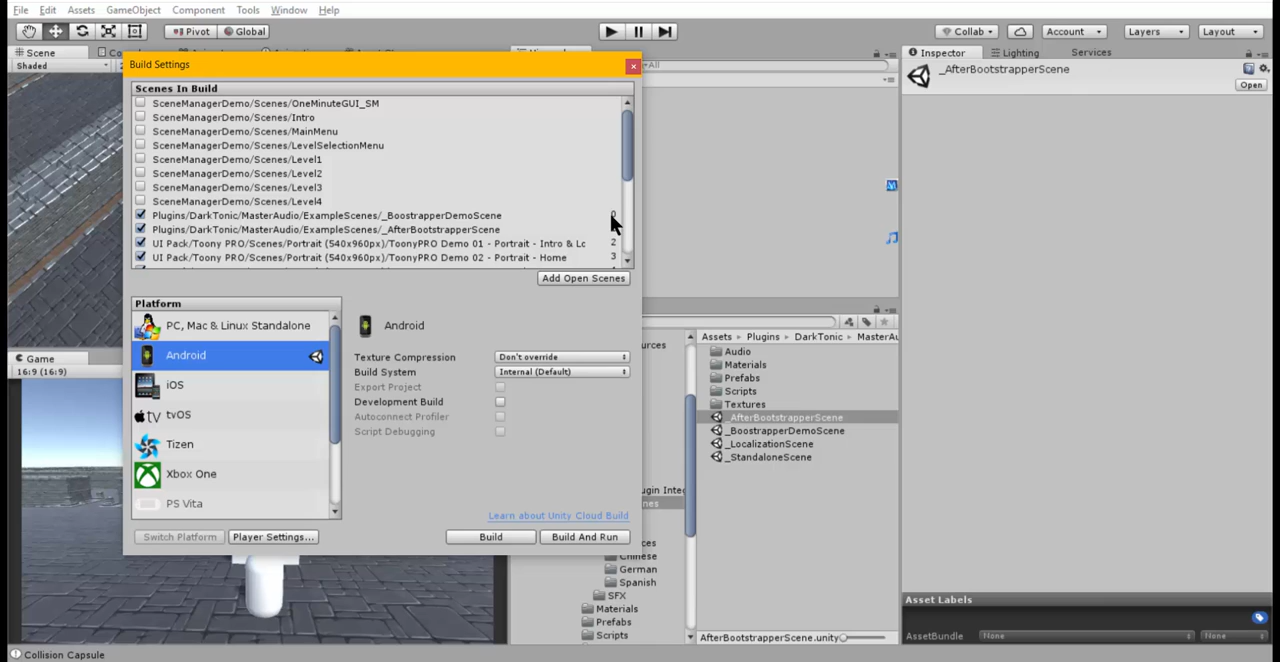 File Edit Assets GameObject Component Tools Window Help
Pivot Global Collab Account Layers Layout
Scene
Shaded
Build Settings
All
Inspector Lighting Services
_AfterBootstrapperScene
Open
Scenes In Build
SceneManagerDemo/Scenes/OneMinuteGUI_SM
SceneManagerDemo/Scenes/Intro
SceneManagerDemo/Scenes/MainMenu
SceneManagerDemo/Scenes/LevelSelectionMenu
SceneManagerDemo/Scenes/Level1
SceneManagerDemo/Scenes/Level2
SceneManagerDemo/Scenes/Level3
SceneManagerDemo/Scenes/Level4
Plugins/DarkTonic/MasterAudio/ExampleScenes/_BoostrapperDemoScene 0
Plugins/DarkTonic/MasterAudio/ExampleScenes/_AfterBootstrapperScene
UI Pack/Toony PRO/Scenes/Portrait (540x960px)/ToonyPRO Demo 01 - Portrait - Intro & Lc 2
UI Pack/Toony PRO/Scenes/Portrait (540x960px)/ToonyPRO Demo 02 - Portrait - Home 3
Add Open Scenes
Platform
PC, Mac & Linux Standalone
Android
iOS
tvOS
Tizen
Xbox One
PS Vita
Android
Texture Compression Don't override
Build System Internal (Default)
Export Project
Development Build
Autoconnect Profiler
Script Debugging
Learn about Unity Cloud Build
Switch Platform Player Settings... Build Build And Run
Game
16:9 (16:9)
Assets Plugins DarkTonic MasterAu
Audio
Materials
Prefabs
Scripts
Textures
_AfterBootstrapperScene
_BoostrapperDemoScene
_LocalizationScene
_StandaloneScene
Chinese
German
Spanish
SFX
Materials
Prefabs
Scripts
AfterBootstrapperScene.unity
Asset Labels
AssetBundle None None
Collision Capsule